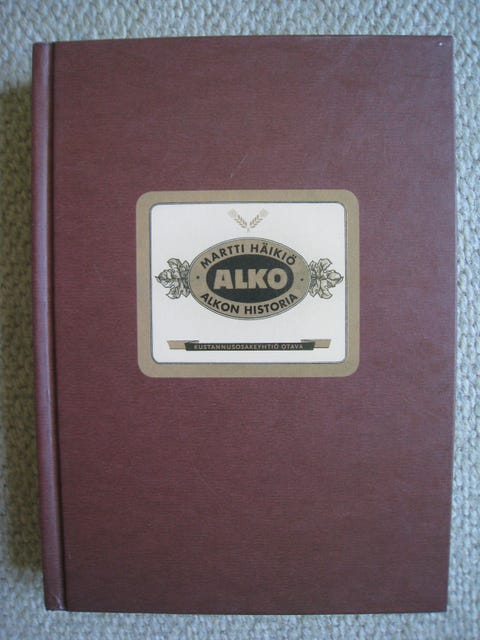 MARTTI HÄIKIÖ
ALKO
ALKON HISTORIA
KUSTANNUSOSAKEYHTIÖ OTAVA